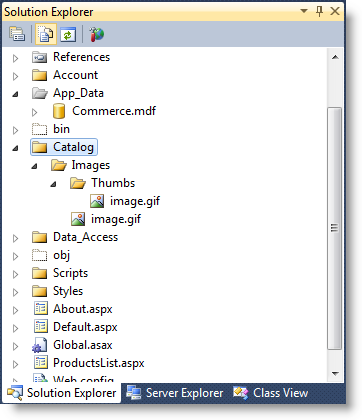 Solution Explorer
References
Account
App_Data
Commerce.mdf
bin
Catalog
Images
Thumbs
image.gif
image.gif
Data_Access
obj
Scripts
Styles
About.aspx
Default.aspx
Global.asax
ProductsList.aspx
Web.config
Solution Explorer Server Explorer Class View